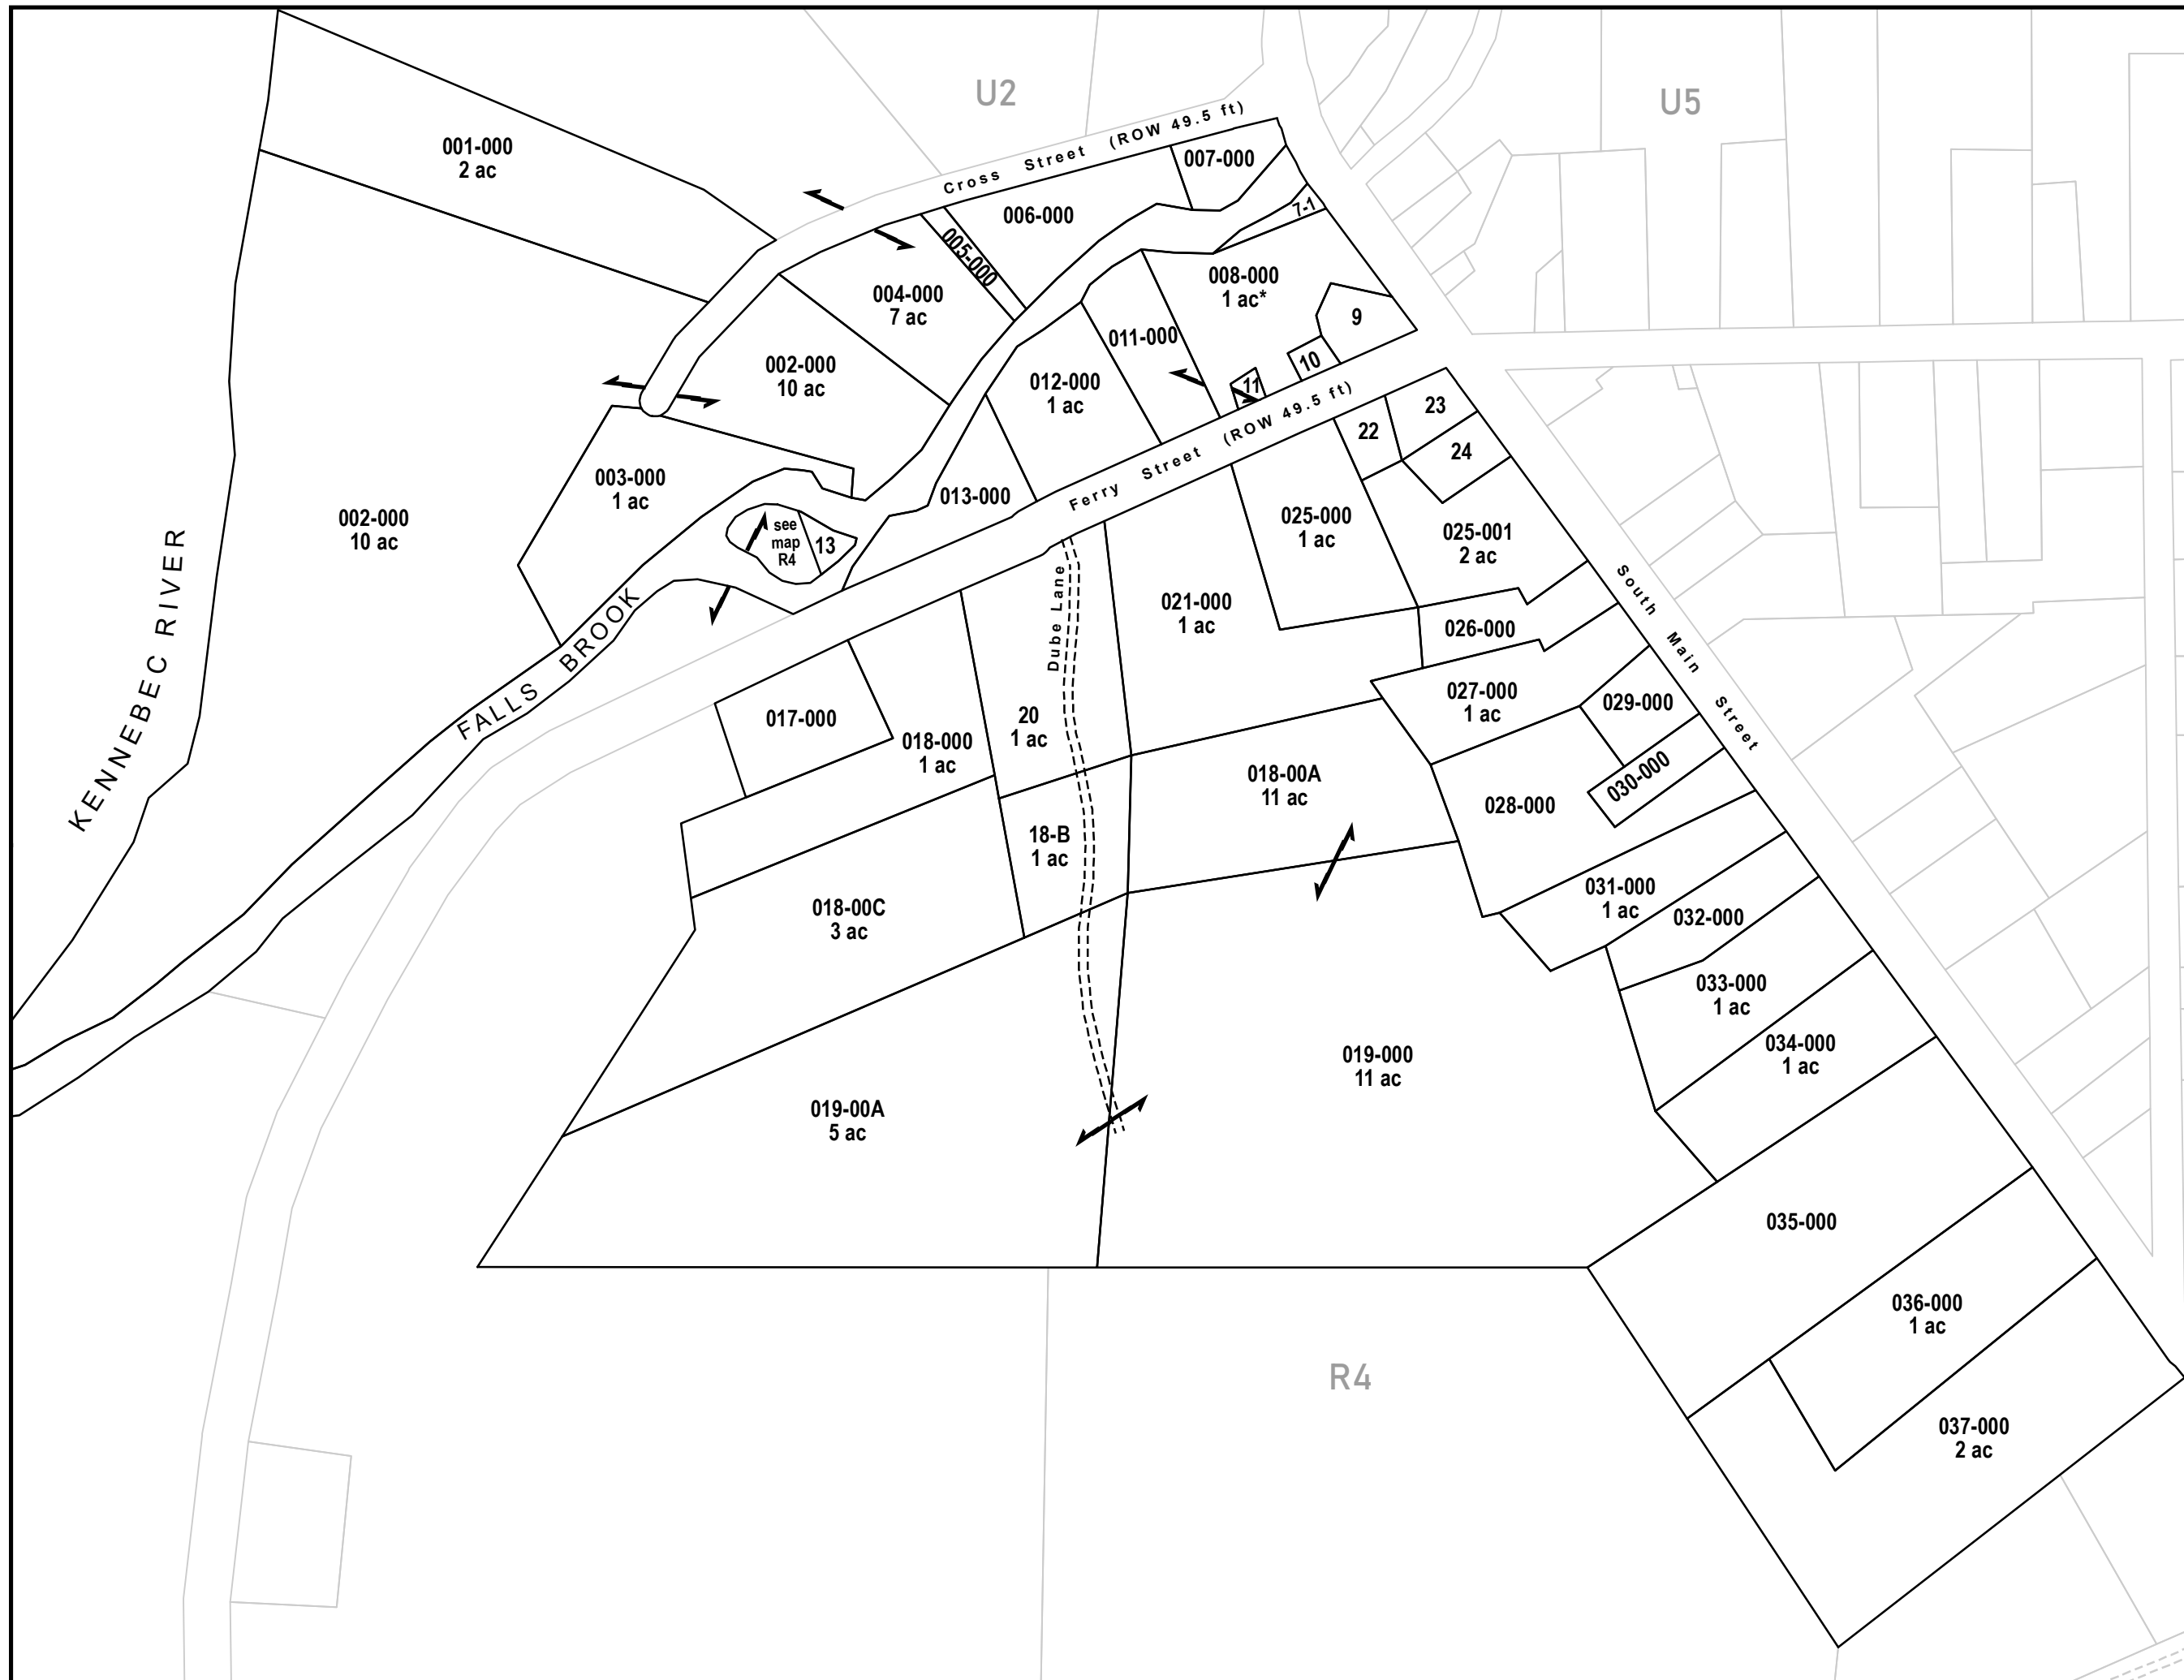 U2
U5
Cross Street (ROW 49.5 ft)
001-000
2 ac
007-000
006-000
7-1
005-000
004-000
7 ac
008-000
1 ac*
9
011-000
10
002-000
10 ac
012-000
1 ac
11
Ferry Street (ROW 49.5 ft)
23
22
24
003-000
1 ac
013-000
002-000
10 ac
see
map
R4
13
025-000
1 ac
025-001
2 ac
KENNEBEC RIVER
FALLS BROOK
Dube Lane
021-000
1 ac
026-000
South Main Street
017-000
018-000
1 ac
20
1 ac
027-000
1 ac
029-000
018-00A
11 ac
030-000
028-000
18-B
1 ac
018-00C
3 ac
031-000
1 ac
032-000
033-000
1 ac
034-000
1 ac
019-000
11 ac
019-00A
5 ac
035-000
036-000
1 ac
R4
037-000
2 ac